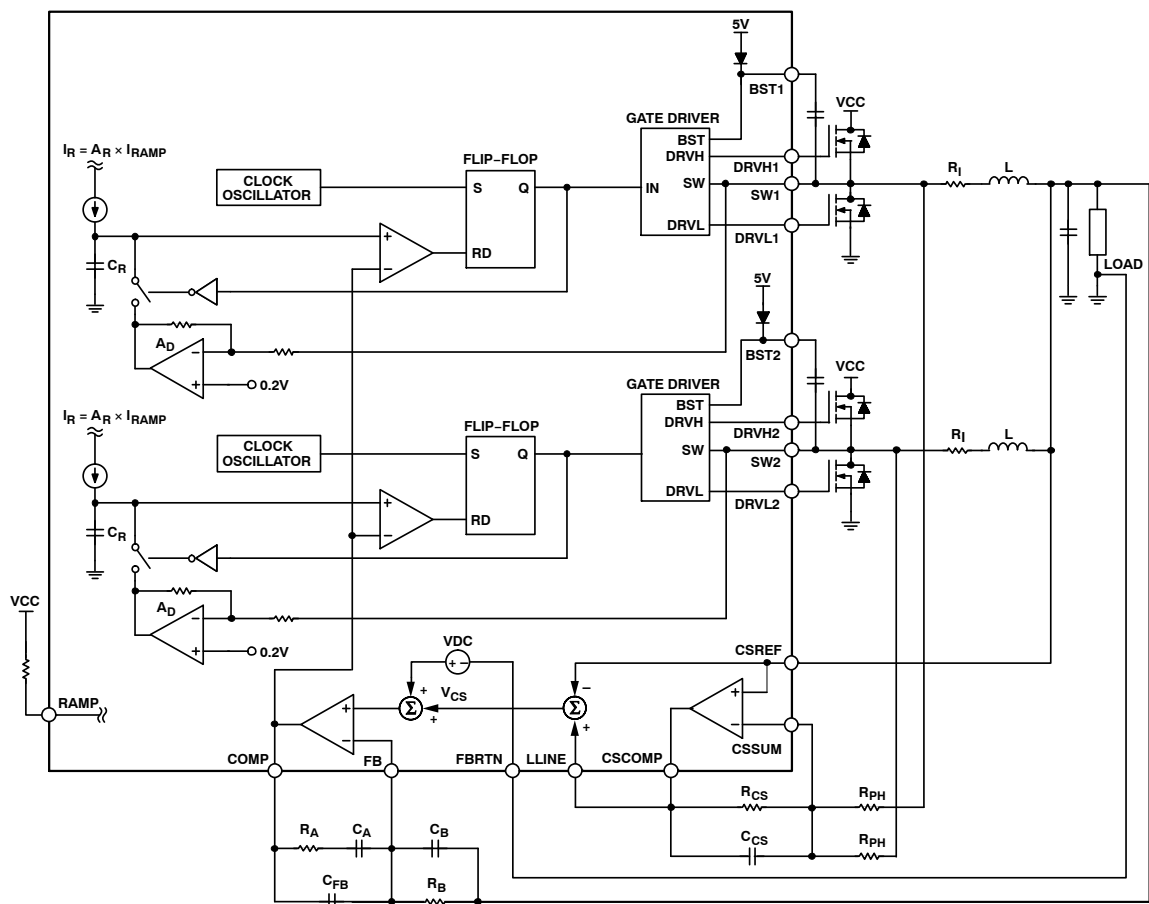 5V
BST1
VCC
GATE DRIVER
BST
DRVH
DRVH1
IN
SW
SW1
DRVL
DRVL1
I_R = A_R × I_RAMP
CLOCK
OSCILLATOR
FLIP−FLOP
S
Q
RD
+
−
C_R
A_D
−
+
0.2V
R_I
L
LOAD
5V
BST2
VCC
GATE DRIVER
BST
DRVH
DRVH2
SW
SW2
DRVL
DRVL2
I_R = A_R × I_RAMP
CLOCK
OSCILLATOR
FLIP−FLOP
S
Q
RD
+
−
C_R
A_D
−
+
0.2V
R_I
L
VCC
RAMP
VDC
+ −
+
Σ
+
V_CS
−
Σ
+
CSREF
+
−
CSSUM
+
−
COMP
FB
FBRTN
LLINE
CSCOMP
R_CS
R_PH
C_CS
R_PH
R_A
C_A
C_B
C_FB
R_B